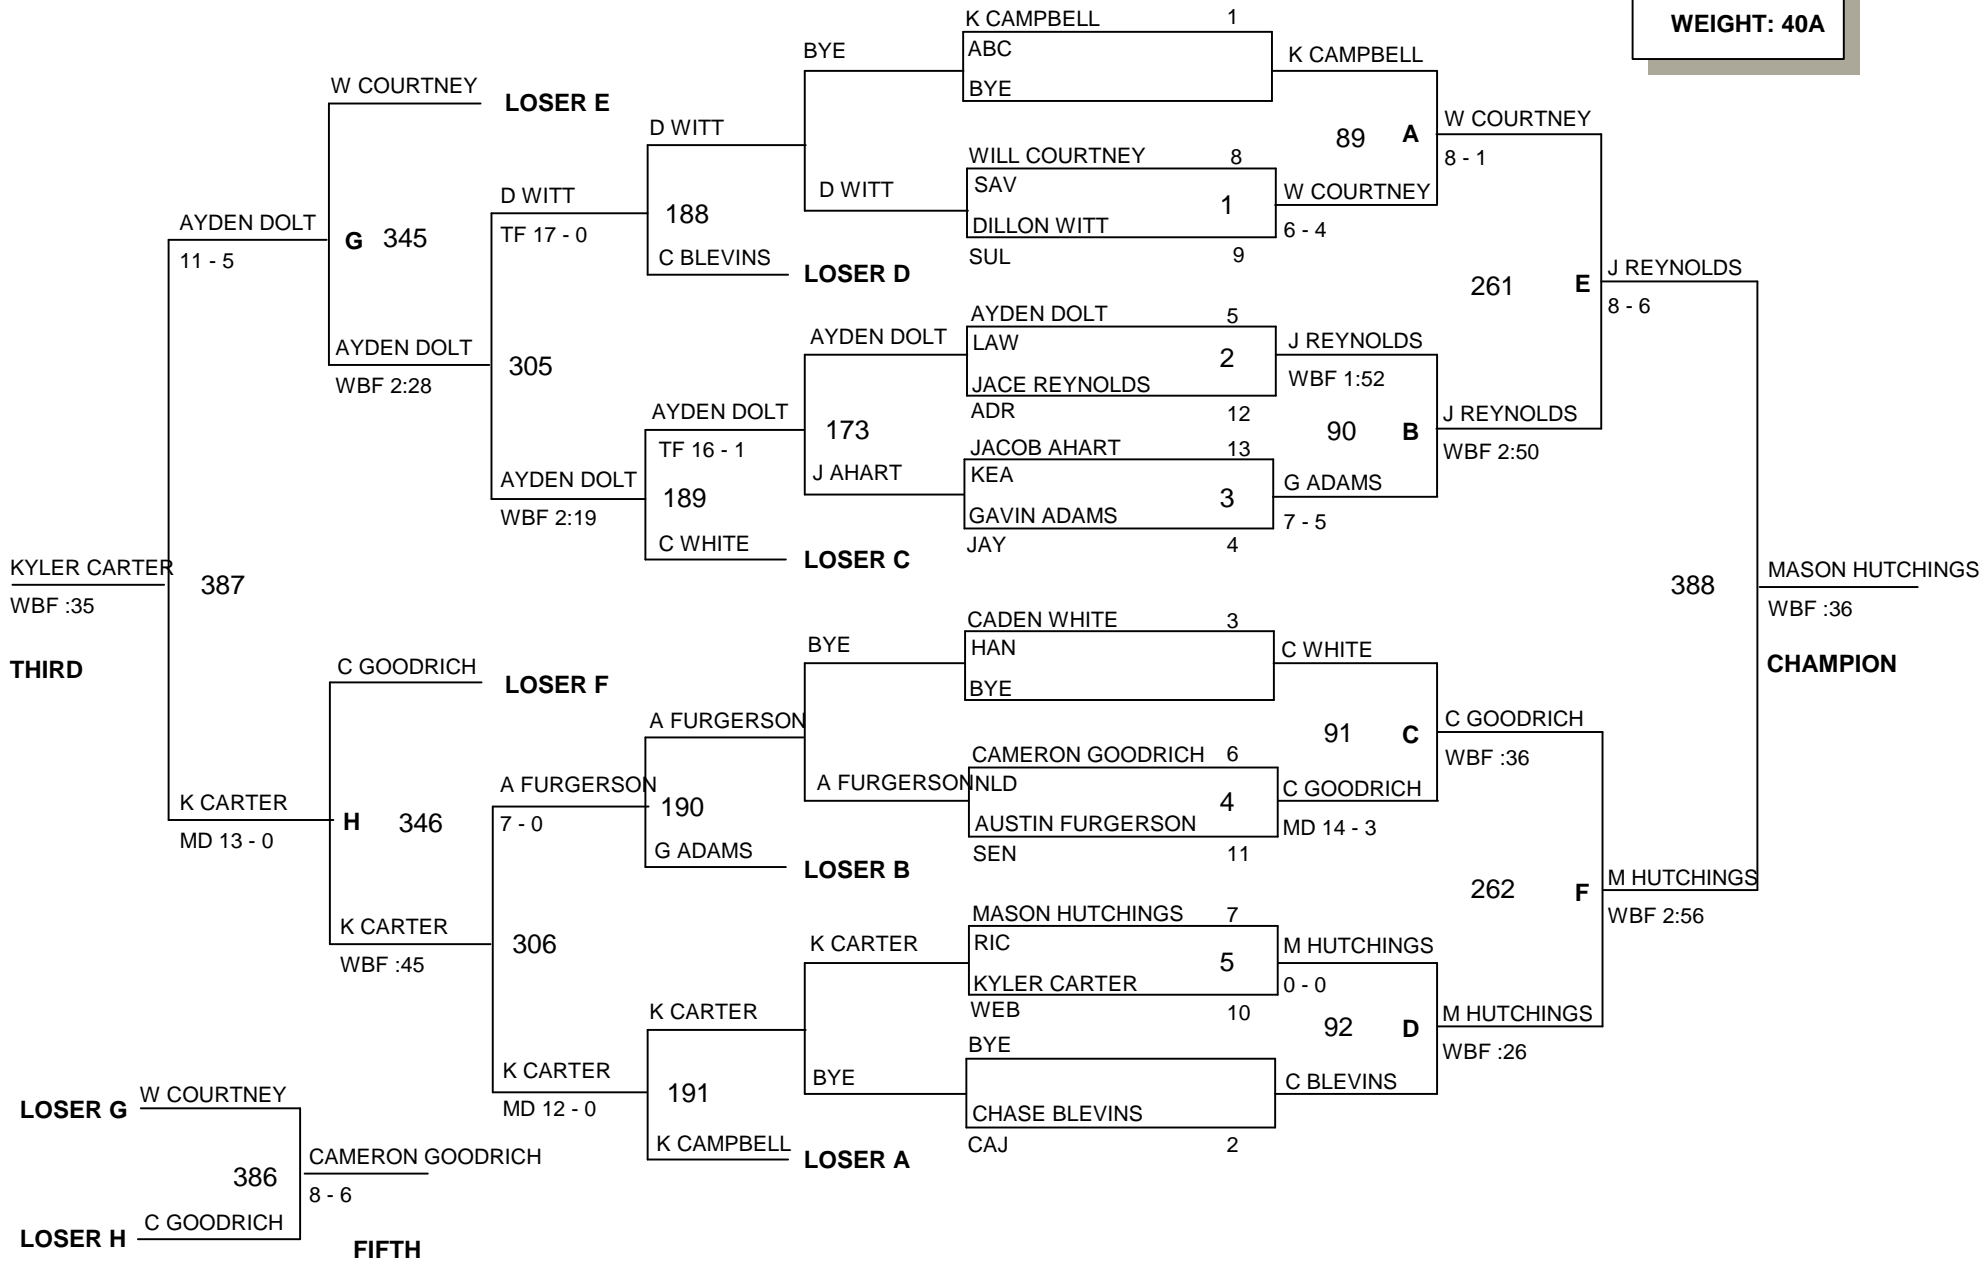 WEIGHT: 40A
K CAMPBELL 1
ABC
BYE
K CAMPBELL
BYE
W COURTNEY
LOSER E
D WITT
89 A
W COURTNEY
8 - 1
WILL COURTNEY 8
SAV
1
DILLON WITT
SUL 9
W COURTNEY
6 - 4
D WITT
D WITT
TF 17 - 0
188
C BLEVINS
LOSER D
AYDEN DOLT
11 - 5
G 345
261 E
J REYNOLDS
8 - 6
AYDEN DOLT 5
LAW
2
JACE REYNOLDS
ADR 12
J REYNOLDS
WBF 1:52
AYDEN DOLT
AYDEN DOLT
WBF 2:28
305
AYDEN DOLT
TF 16 - 1
173
90 B
J REYNOLDS
WBF 2:50
JACOB AHART 13
KEA
3
GAVIN ADAMS
JAY 4
G ADAMS
7 - 5
J AHART
AYDEN DOLT
WBF 2:19
189
C WHITE
LOSER C
KYLER CARTER
WBF :35
THIRD
387
388
MASON HUTCHINGS
WBF :36
CHAMPION
CADEN WHITE 3
HAN
BYE
C WHITE
BYE
C GOODRICH
LOSER F
A FURGERSON
91 C
C GOODRICH
WBF :36
CAMERON GOODRICH 6
NLD
4
AUSTIN FURGERSON
SEN 11
C GOODRICH
MD 14 - 3
A FURGERSON
A FURGERSON
7 - 0
190
G ADAMS
LOSER B
K CARTER
MD 13 - 0
H 346
262 F
M HUTCHINGS
WBF 2:56
MASON HUTCHINGS 7
RIC
5
KYLER CARTER
WEB 10
M HUTCHINGS
0 - 0
K CARTER
K CARTER
WBF :45
306
K CARTER
92 D
M HUTCHINGS
WBF :26
BYE
CHASE BLEVINS
CAJ 2
C BLEVINS
BYE
K CARTER
MD 12 - 0
191
K CAMPBELL
LOSER A
LOSER G W COURTNEY
386
CAMERON GOODRICH
8 - 6
LOSER H C GOODRICH
FIFTH